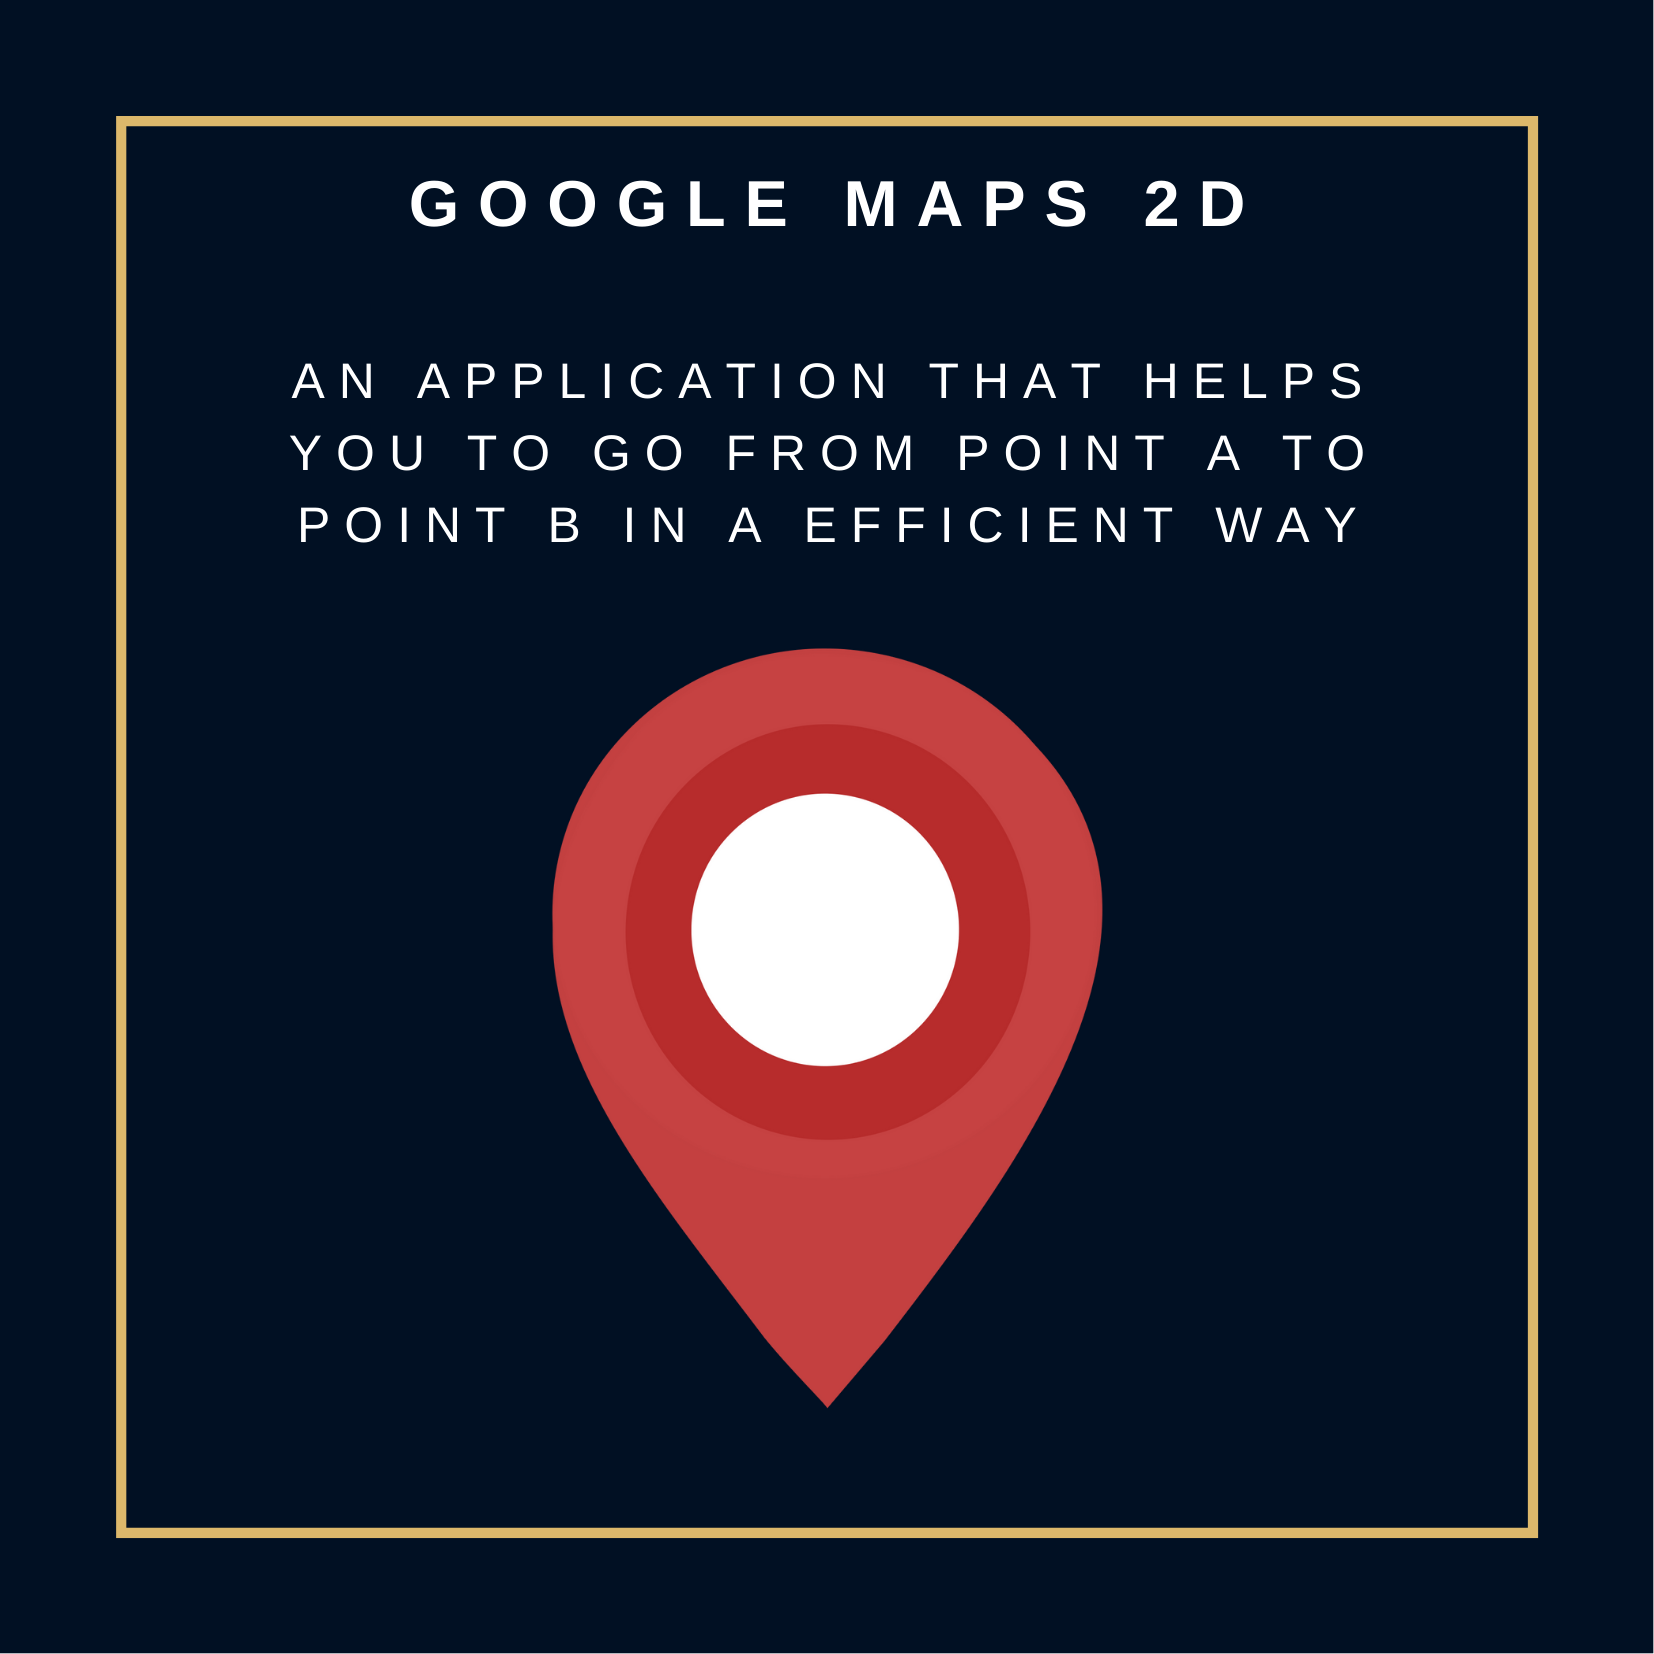 GOOGLE MAPS 2D
AN APPLICATION THAT HELPS
YOU TO GO FROM POINT A TO
POINT B IN A EFFICIENT WAY